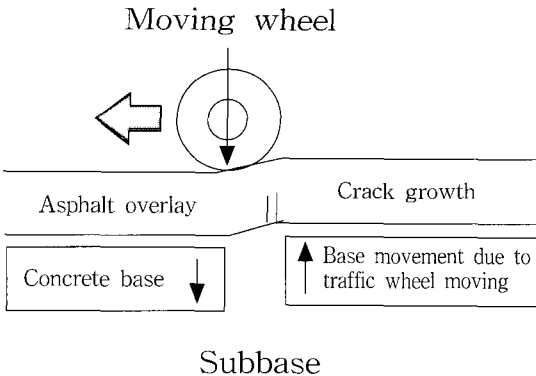 Moving wheel
Asphalt overlay
Crack growth
Concrete base
Base movement due to
traffic wheel moving
Subbase